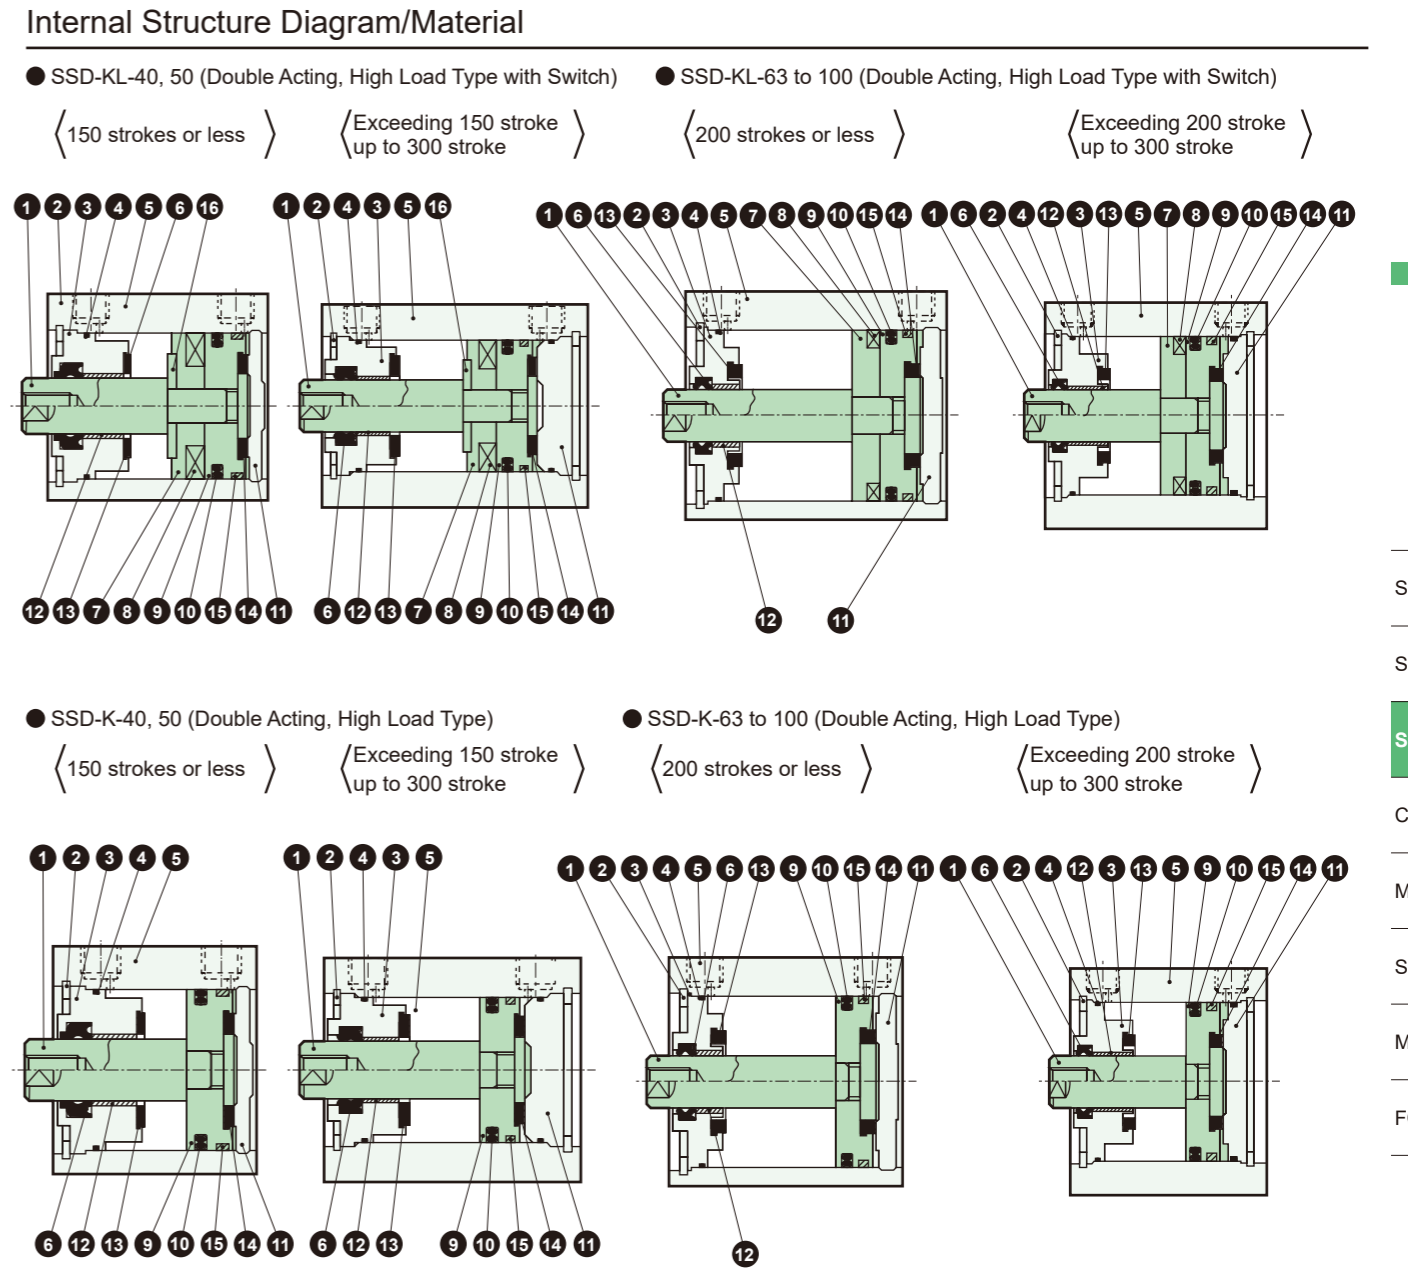 Internal Structure Diagram/Material
● SSD-KL-40, 50 (Double Acting, High Load Type with Switch)
● SSD-KL-63 to 100 (Double Acting, High Load Type with Switch)
150 strokes or less
Exceeding 150 stroke
up to 300 stroke
200 strokes or less
Exceeding 200 stroke
up to 300 stroke
1 2 3 4 5 6 16
1 2 4 3 5 16
1 6 13 2 3 4 5 7 8 9 10 15 14
1 6 2 4 12 3 13 5 7 8 9 10 15 14 11
12 13 7 8 9 10 15 14 11
6 12 13 7 8 9 10 15 14 11
12 11
S
S
● SSD-K-40, 50 (Double Acting, High Load Type)
● SSD-K-63 to 100 (Double Acting, High Load Type)
S
150 strokes or less
Exceeding 150 stroke
up to 300 stroke
200 strokes or less
Exceeding 200 stroke
up to 300 stroke
C
1 2 3 4 5
1 2 4 3 5
1 2 3 4 5 6 13 9 10 15 14 11
1 6 2 4 12 3 13 5 9 10 15 14 11
M
S
M
F
6 12 13 9 10 15 14 11
6 12 13 9 10 15 14 11
12